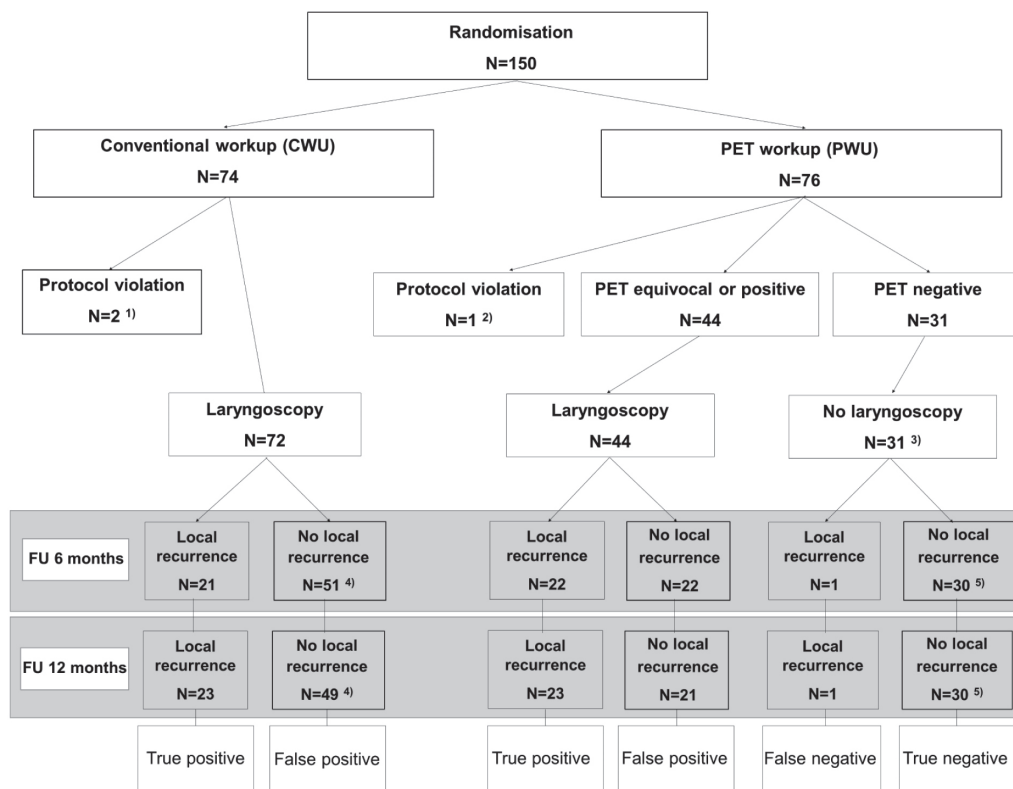 Randomisation
N=150
Conventional workup (CWU)
N=74
PET workup (PWU)
N=76
Protocol violation
N=2 1)
Protocol violation
N=1 2)
PET equivocal or positive
N=44
PET negative
N=31
Laryngoscopy
N=72
Laryngoscopy
N=44
No laryngoscopy
N=31 3)
FU 6 months
Local
recurrence
N=21
No local
recurrence
N=51 4)
Local
recurrence
N=22
No local
recurrence
N=22
Local
recurrence
N=1
No local
recurrence
N=30 5)
FU 12 months
Local
recurrence
N=23
No local
recurrence
N=49 4)
Local
recurrence
N=23
No local
recurrence
N=21
Local
recurrence
N=1
No local
recurrence
N=30 5)
True positive
False positive
True positive
False positive
False negative
True negative